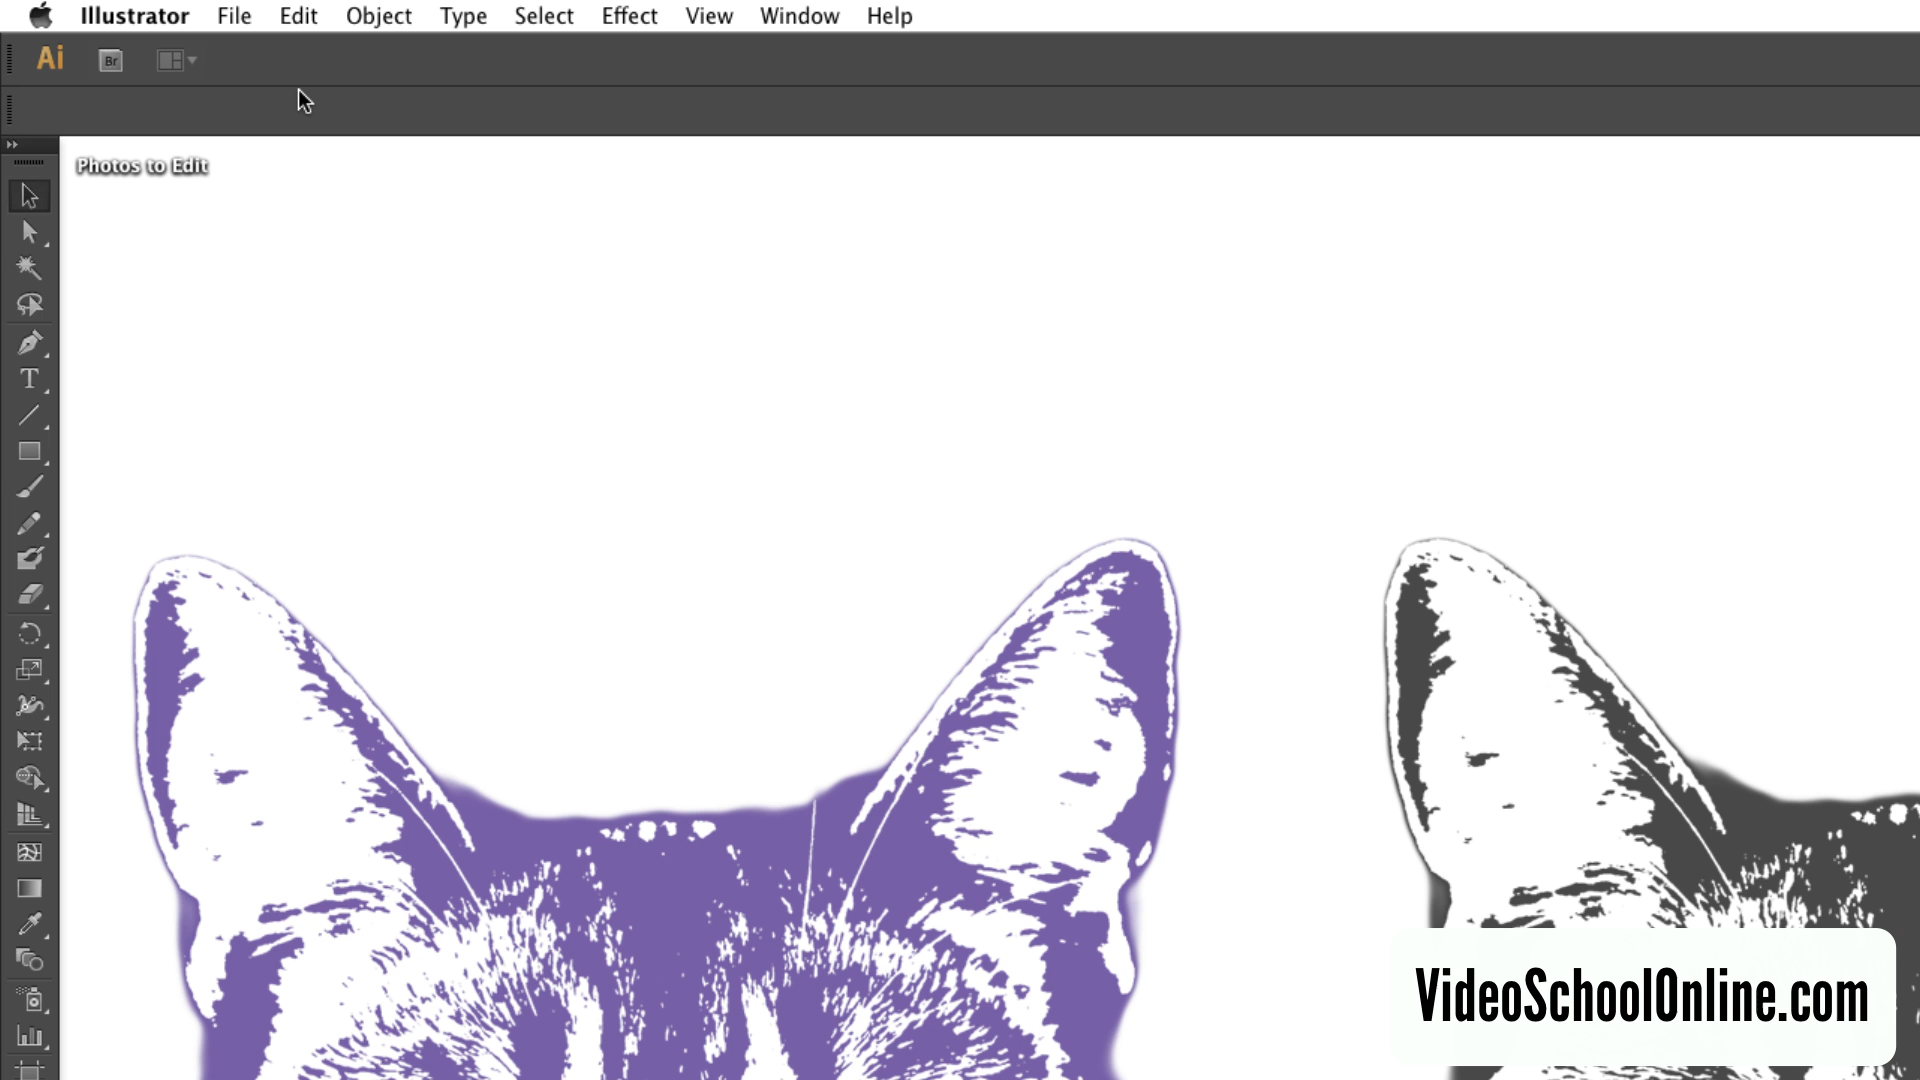 Illustrator File Edit Object Type Select Effect View Window Help
Ai Br
Photos to Edit
T
VideoSchoolOnline.com